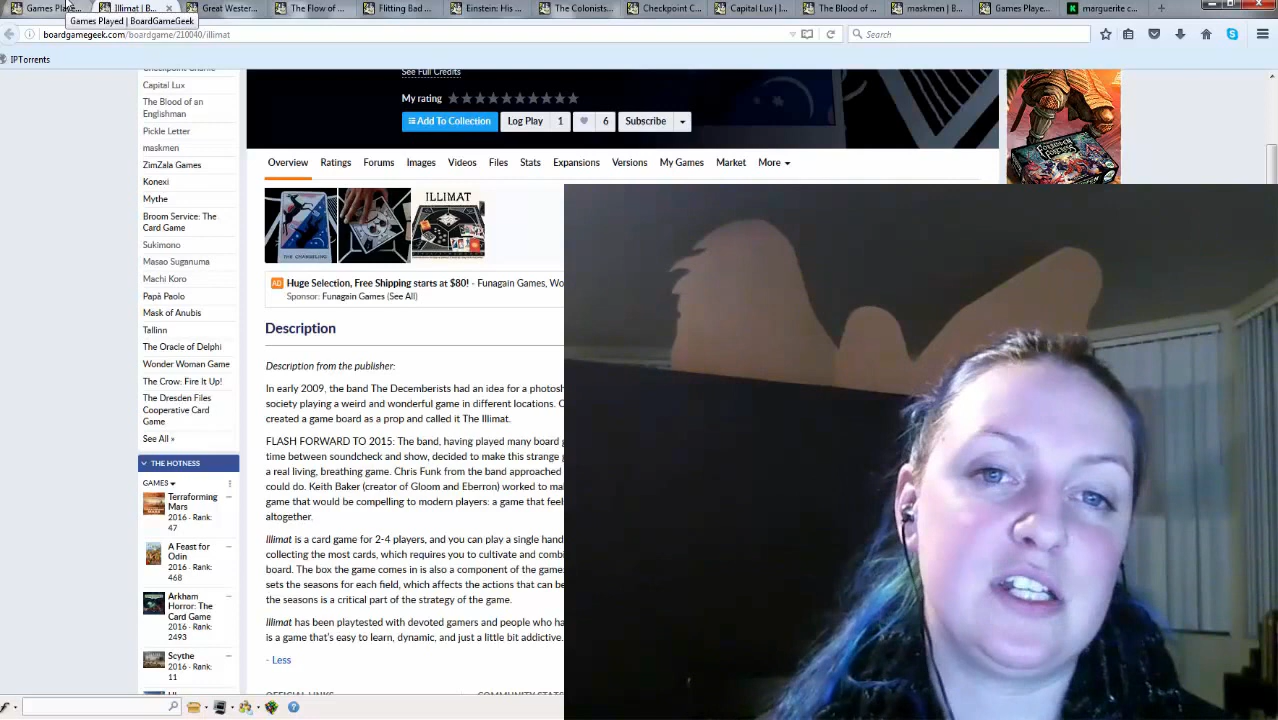 Games Playe...
Illimat | B...
Great Wester...
The Flow of ...
Flitting Bad ...
Einstein: His ...
The Colonists...
Checkpoint C...
Capital Lux | ...
The Blood of ...
maskmen | B...
Games Playe...
marguerite c...
Games Played | BoardGameGeek
boardgamegeek.com/boardgame/210040/illimat
Search
IPTorrents
Checkpoint Charlie
Capital Lux
The Blood of an
Englishman
Pickle Letter
maskmen
ZimZala Games
Konexi
Mythe
Broom Service: The
Card Game
Sukimono
Masao Suganuma
Machi Koro
Papà Paolo
Mask of Anubis
Tallinn
The Oracle of Delphi
Wonder Woman Game
The Crow: Fire It Up!
The Dresden Files
Cooperative Card
Game
See All »
THE HOTNESS
GAMES
Terraforming
Mars
2016 · Rank:
47
A Feast for
Odin
2016 · Rank:
468
Arkham
Horror: The
Card Game
2016 · Rank:
2493
Scythe
2016 · Rank:
11
See Full Credits
My rating
Add To Collection
Log Play 1
6
Subscribe
Overview Ratings Forums Images Videos Files Stats Expansions Versions My Games Market More
THE CHANGELING
ILLIMAT
AD Huge Selection, Free Shipping starts at $80! - Funagain Games, Wo
Sponsor: Funagain Games (See All)
Description
Description from the publisher:
In early 2009, the band The Decemberists had an idea for a photosh
society playing a weird and wonderful game in different locations. C
created a game board as a prop and called it The Illimat.
FLASH FORWARD TO 2015: The band, having played many board g
time between soundcheck and show, decided to make this strange g
a real living, breathing game. Chris Funk from the band approached
could do. Keith Baker (creator of Gloom and Eberron) worked to mak
game that would be compelling to modern players: a game that feel
altogether.
Illimat is a card game for 2-4 players, and you can play a single hand
collecting the most cards, which requires you to cultivate and combi
board. The box the game comes in is also a component of the game:
sets the seasons for each field, which affects the actions that can be
the seasons is a critical part of the strategy of the game.
Illimat has been playtested with devoted gamers and people who ha
is a game that's easy to learn, dynamic, and just a little bit addictive.
- Less
OFFICIAL LINKS
COMMUNITY STATS